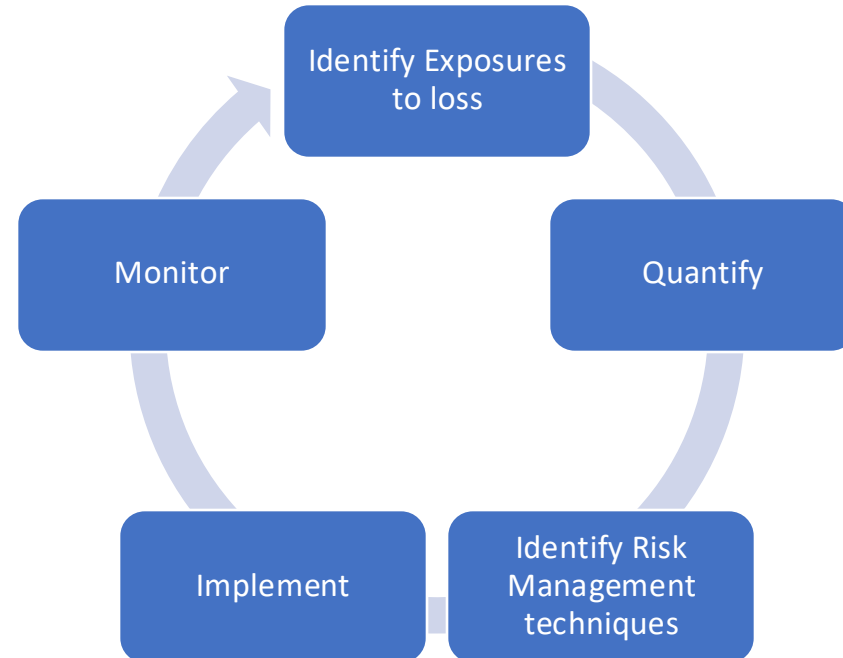 Identify Exposures
to loss
Quantify
Identify Risk
Management
techniques
Implement
Monitor